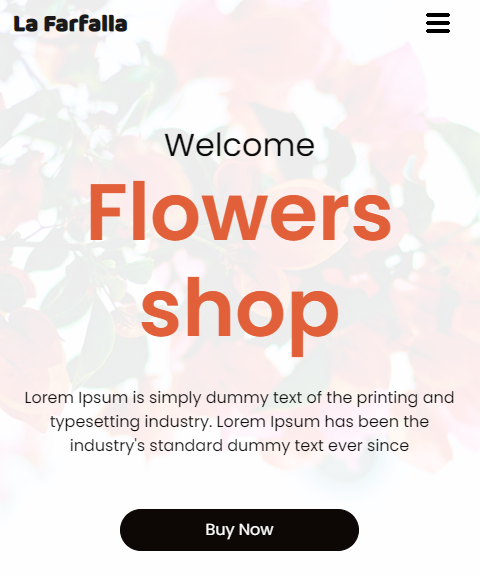 La Farfalla
Welcome
Flowers
shop
Lorem Ipsum is simply dummy text of the printing and
typesetting industry. Lorem Ipsum has been the
industry's standard dummy text ever since
Buy Now